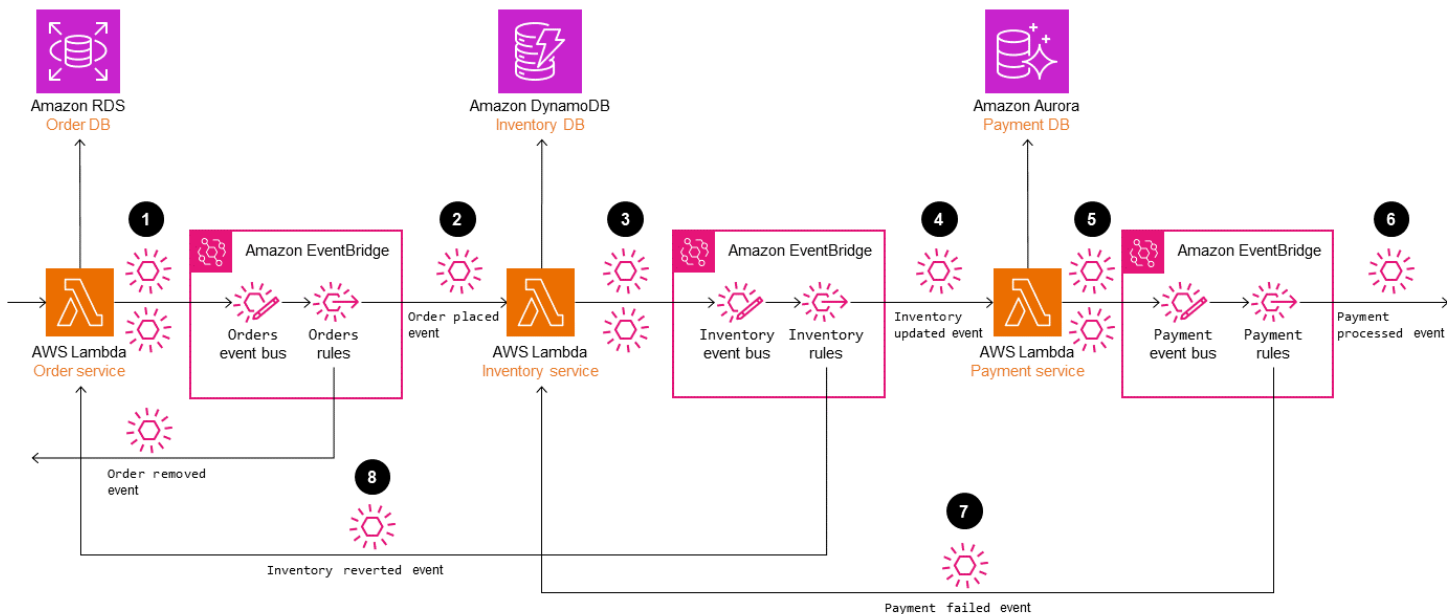 Amazon RDS
Order DB
Amazon DynamoDB
Inventory DB
Amazon Aurora
Payment DB
1
2
3
4
5
6
Amazon EventBridge
Amazon EventBridge
Amazon EventBridge
AWS Lambda
Order service
Orders
event bus
Orders
rules
Order placed
event
AWS Lambda
Inventory service
Inventory
event bus
Inventory
rules
Inventory
updated event
AWS Lambda
Payment service
Payment
event bus
Payment
rules
Payment
processed event
Order removed
event
8
Inventory reverted event
7
Payment failed event